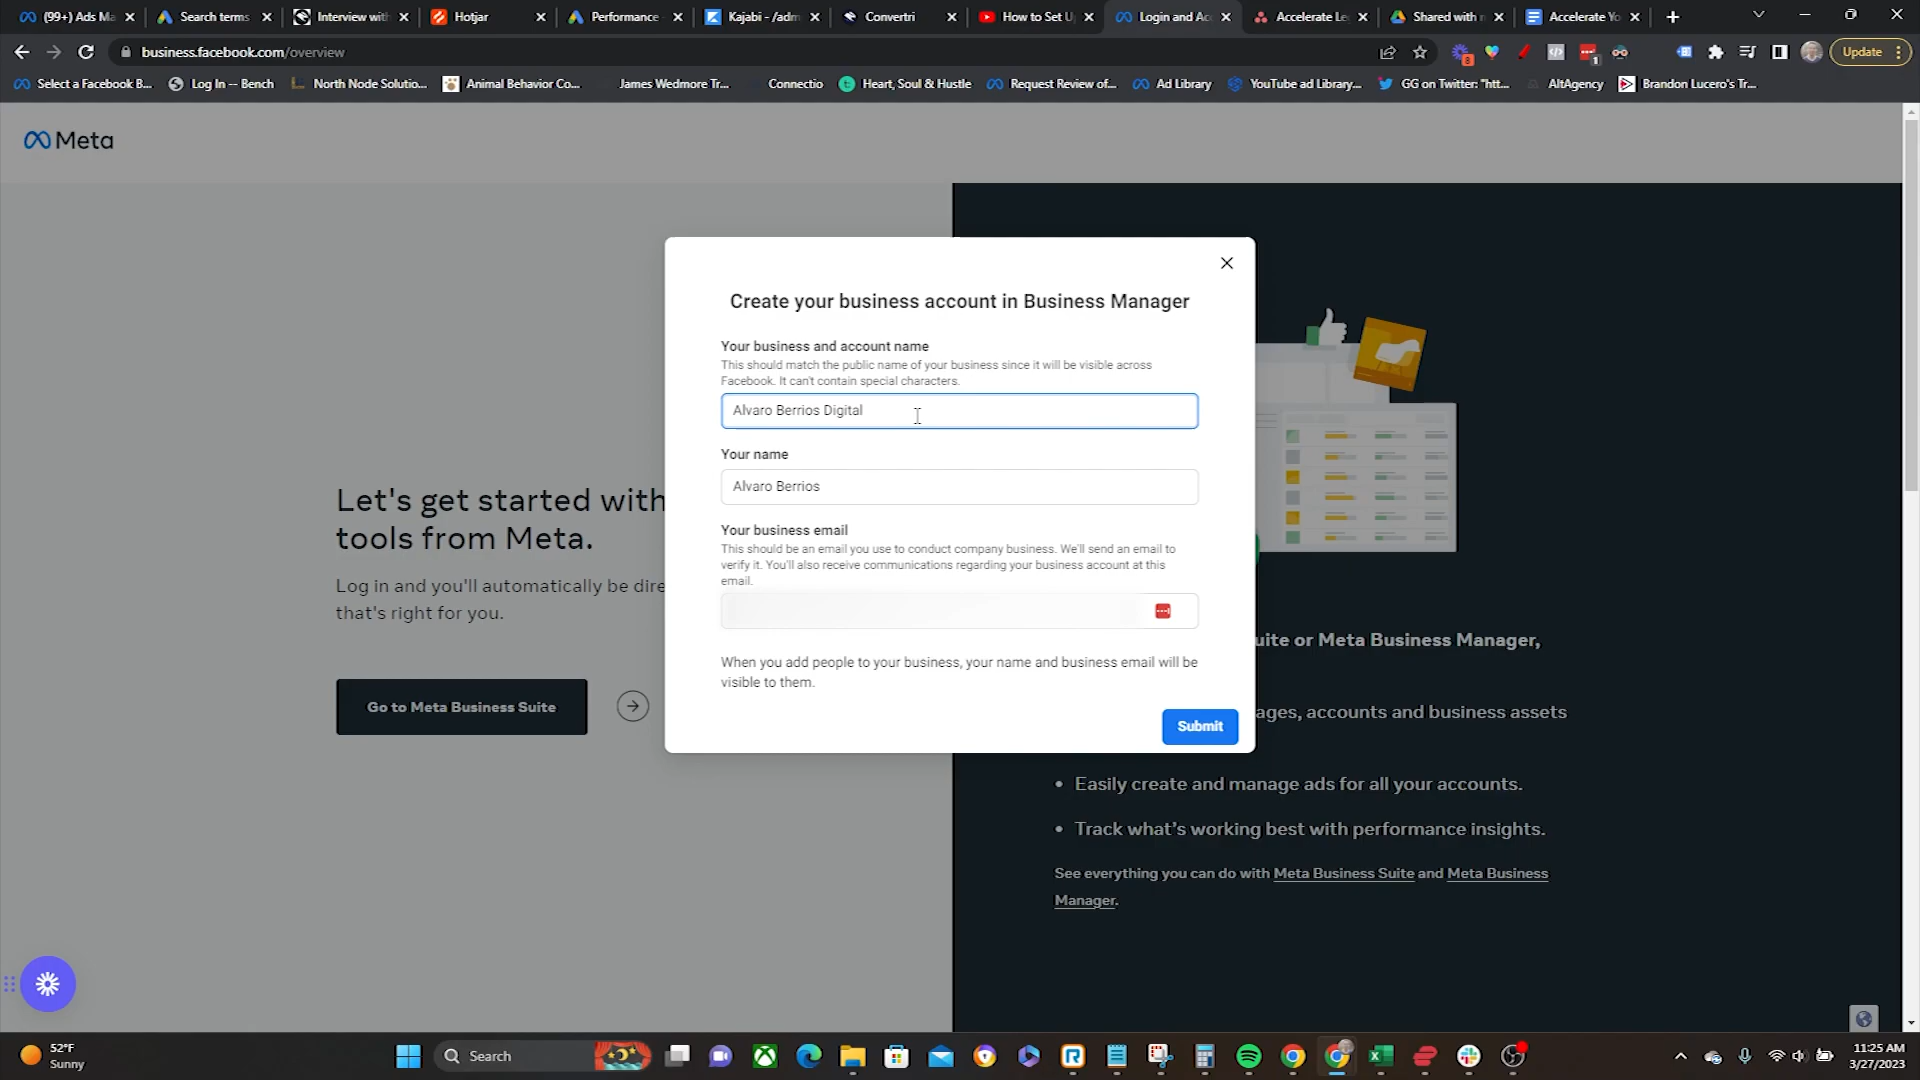 (99+) Ads Ma
Search terms
Interview with
Hotjar
Performance
Kajabi - /adm
Convertri
How to Set U
Login and Ac
Accelerate Le
Shared with
Accelerate Yo
business.facebook.com/overview
8
1
Update
Select a Facebook B...
Log In — Bench
North Node Solutio...
Animal Behavior Co...
James Wedmore Tr...
Connectio
Heart, Soul & Hustle
Request Review of...
Ad Library
YouTube ad Library...
GG on Twitter: "htt...
AltAgency
Brandon Lucero's Tr...
Meta
Create your business account in Business Manager
Your business and account name
This should match the public name of your business since it will be visible across
Facebook. It can't contain special characters.
Alvaro Berrios Digital
Your name
Alvaro Berrios
Your business email
This should be an email you use to conduct company business. We'll send an email to
verify it. You'll also receive communications regarding your business account at this
email.
When you add people to your business, your name and business email will be
visible to them.
Submit
Let's get started with
tools from Meta.
Log in and you'll automatically be dire
that's right for you.
Go to Meta Business Suite
uite or Meta Business Manager,
ages, accounts and business assets
• Easily create and manage ads for all your accounts.
• Track what's working best with performance insights.
See everything you can do with Meta Business Suite and Meta Business
Manager.
52°F
Sunny
Search
11:25 AM
3/27/2023